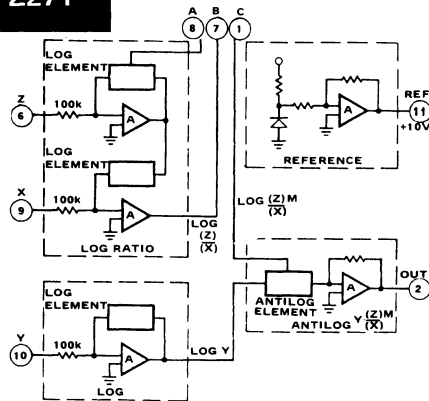 2271
A B C
8 7 1
LOG
ELEMENT
Z
6
100k
A
LOG
ELEMENT
X
9
100k
A
LOG RATIO
LOG
(Z)
(X)
LOG (Z)M
(X)
A
REF
11
+10V
REFERENCE
LOG
ELEMENT
Y
10
100k
A
LOG
LOG Y
ANTILOG
ELEMENT
A
OUT
2
ANTILOG Y (Z)M
(X)